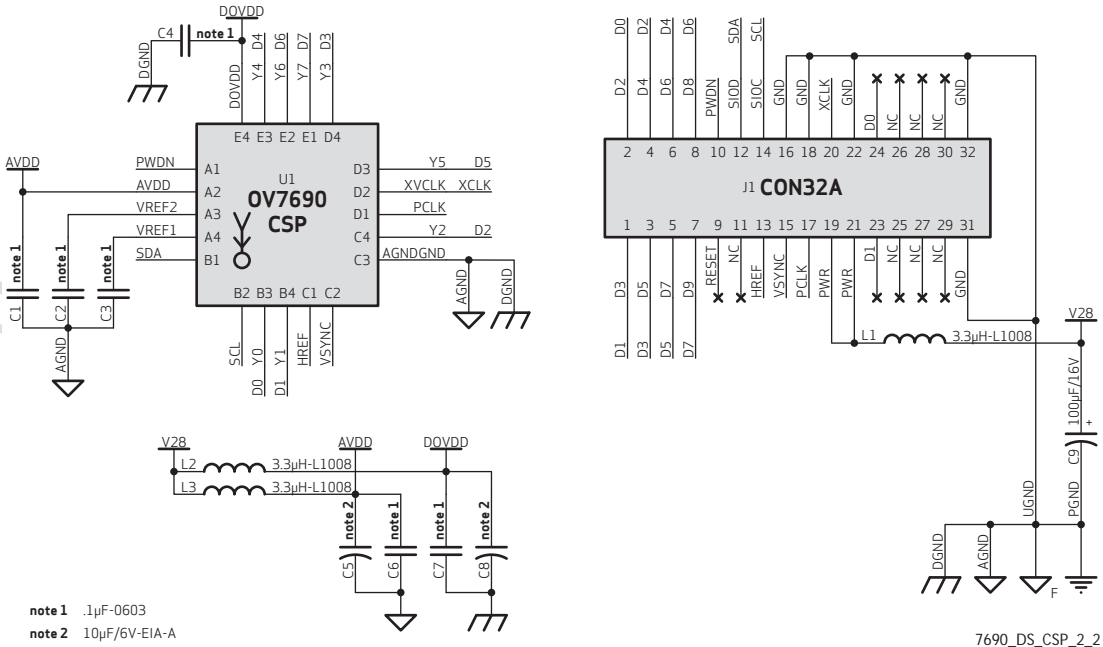 DOVDD
C4 note 1
DGND
DOVDD
Y4 D4
Y6 D6
Y7 D7
Y3 D3
E4 E3 E2 E1 D4
AVDD
PWDN A1
AVDD A2
VREF2 A3
VREF1 A4
SDA B1
U1
OV7690
CSP
D3 Y5 D5
D2 XVCLK XCLK
D1 PCLK
C4 Y2 D2
C3 AGNDGND
AGND
DGND
B2 B3 B4 C1 C2
SCL
D0 Y0
D1 Y1
HREF
VSYNC
note 1
note 1
note 1
C1
C2
C3
AGND
D2 D0
D4 D2
D6 D4
D8 D6
PWDN
SIOD SDA
SIOC SCL
GND
GND
XCLK
GND
D0
NC
NC
NC
GND
2 4 6 8 10 12 14 16 18 20 22 24 26 28 30 32
J1 CON32A
1 3 5 7 9 11 13 15 17 19 21 23 25 27 29 31
D1 D3
D3 D5
D5 D7
D7 D9
RESET
NC
HREF
VSYNC
PCLK
PWR
PWR
D1
NC
NC
NC
GND
L1 3.3µH-L1008
V28
100µF/16V
+
C9
UGND
PGND
DGND
AGND
F
V28
AVDD
DOVDD
L2 3.3µH-L1008
L3 3.3µH-L1008
note 2
note 1
note 1
note 2
C5
C6
C7
C8
note 1 .1µF-0603
note 2 10µF/6V-EIA-A
7690_DS_CSP_2_2